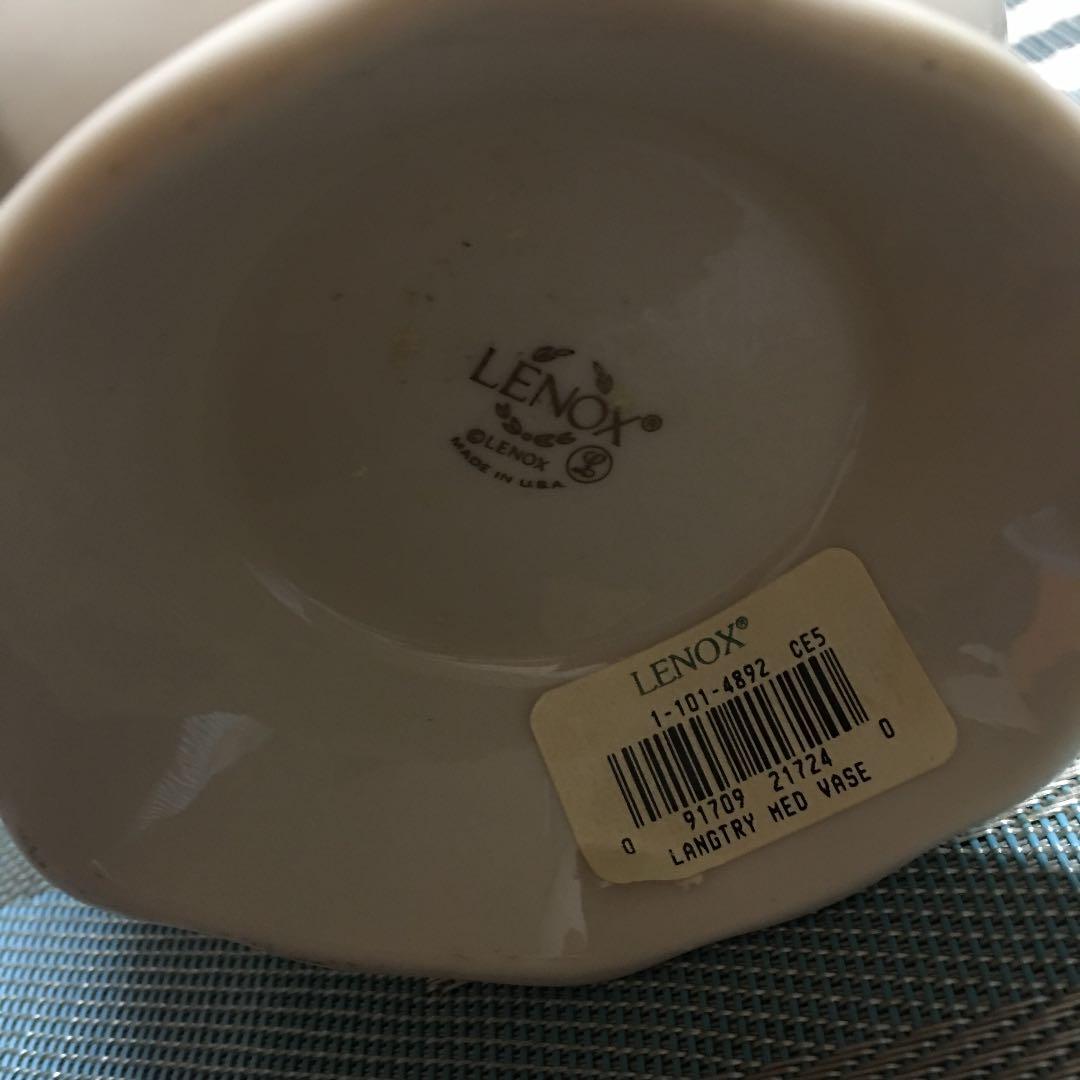 LENOX®
©LENOX L
MADE IN U.S.A.
LENOX®
1-101-4892 CE5
0 91709 21724 0
LANGTRY MED VASE